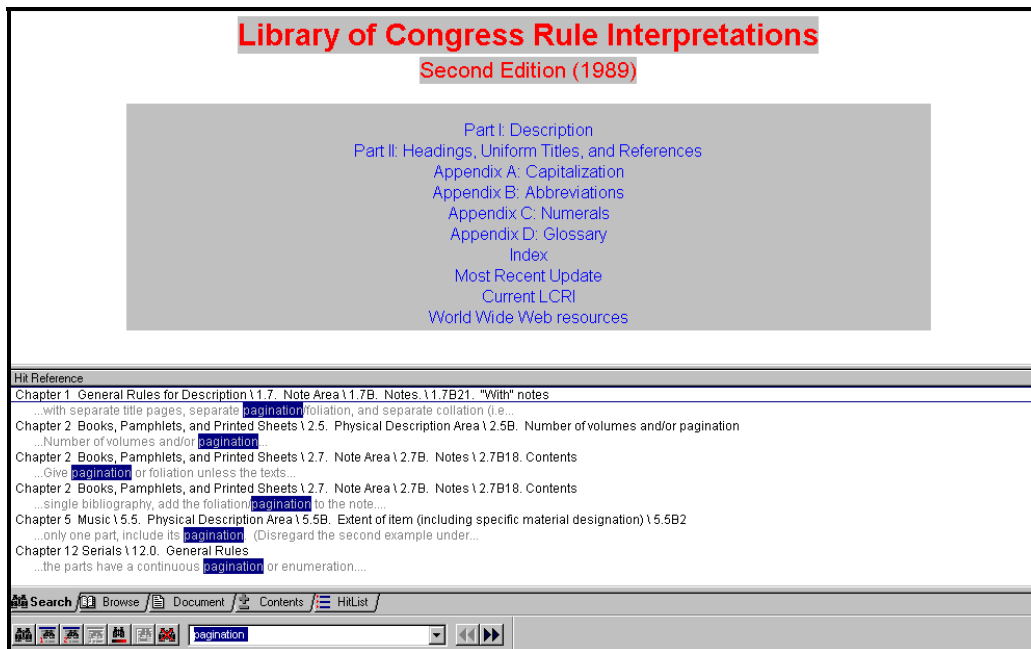 Library of Congress Rule Interpretations
Second Edition (1989)
Part I: Description
Part II: Headings, Uniform Titles, and References
Appendix A: Capitalization
Appendix B: Abbreviations
Appendix C: Numerals
Appendix D: Glossary
Index
Most Recent Update
Current LCRI
World Wide Web resources
Hit Reference
Chapter 1 General Rules for Description \ 1.7. Note Area \ 1.7B. Notes. \ 1.7B21. "With" notes
...with separate title pages, separate pagination/foliation, and separate collation (i.e...
Chapter 2 Books, Pamphlets, and Printed Sheets \ 2.5. Physical Description Area \ 2.5B. Number of volumes and/or pagination
...Number of volumes and/or pagination...
Chapter 2 Books, Pamphlets, and Printed Sheets \ 2.7. Note Area \ 2.7B. Notes \ 2.7B18. Contents
...Give pagination or foliation unless the texts...
Chapter 2 Books, Pamphlets, and Printed Sheets \ 2.7. Note Area \ 2.7B. Notes \ 2.7B18. Contents
...single bibliography, add the foliation/pagination to the note....
Chapter 5 Music \ 5.5. Physical Description Area \ 5.5B. Extent of item (including specific material designation) \ 5.5B2
...only one part, include its pagination. (Disregard the second example under...
Chapter 12 Serials \ 12.0. General Rules
...the parts have a continuous pagination or enumeration....
Search Browse Document Contents HitList
pagination